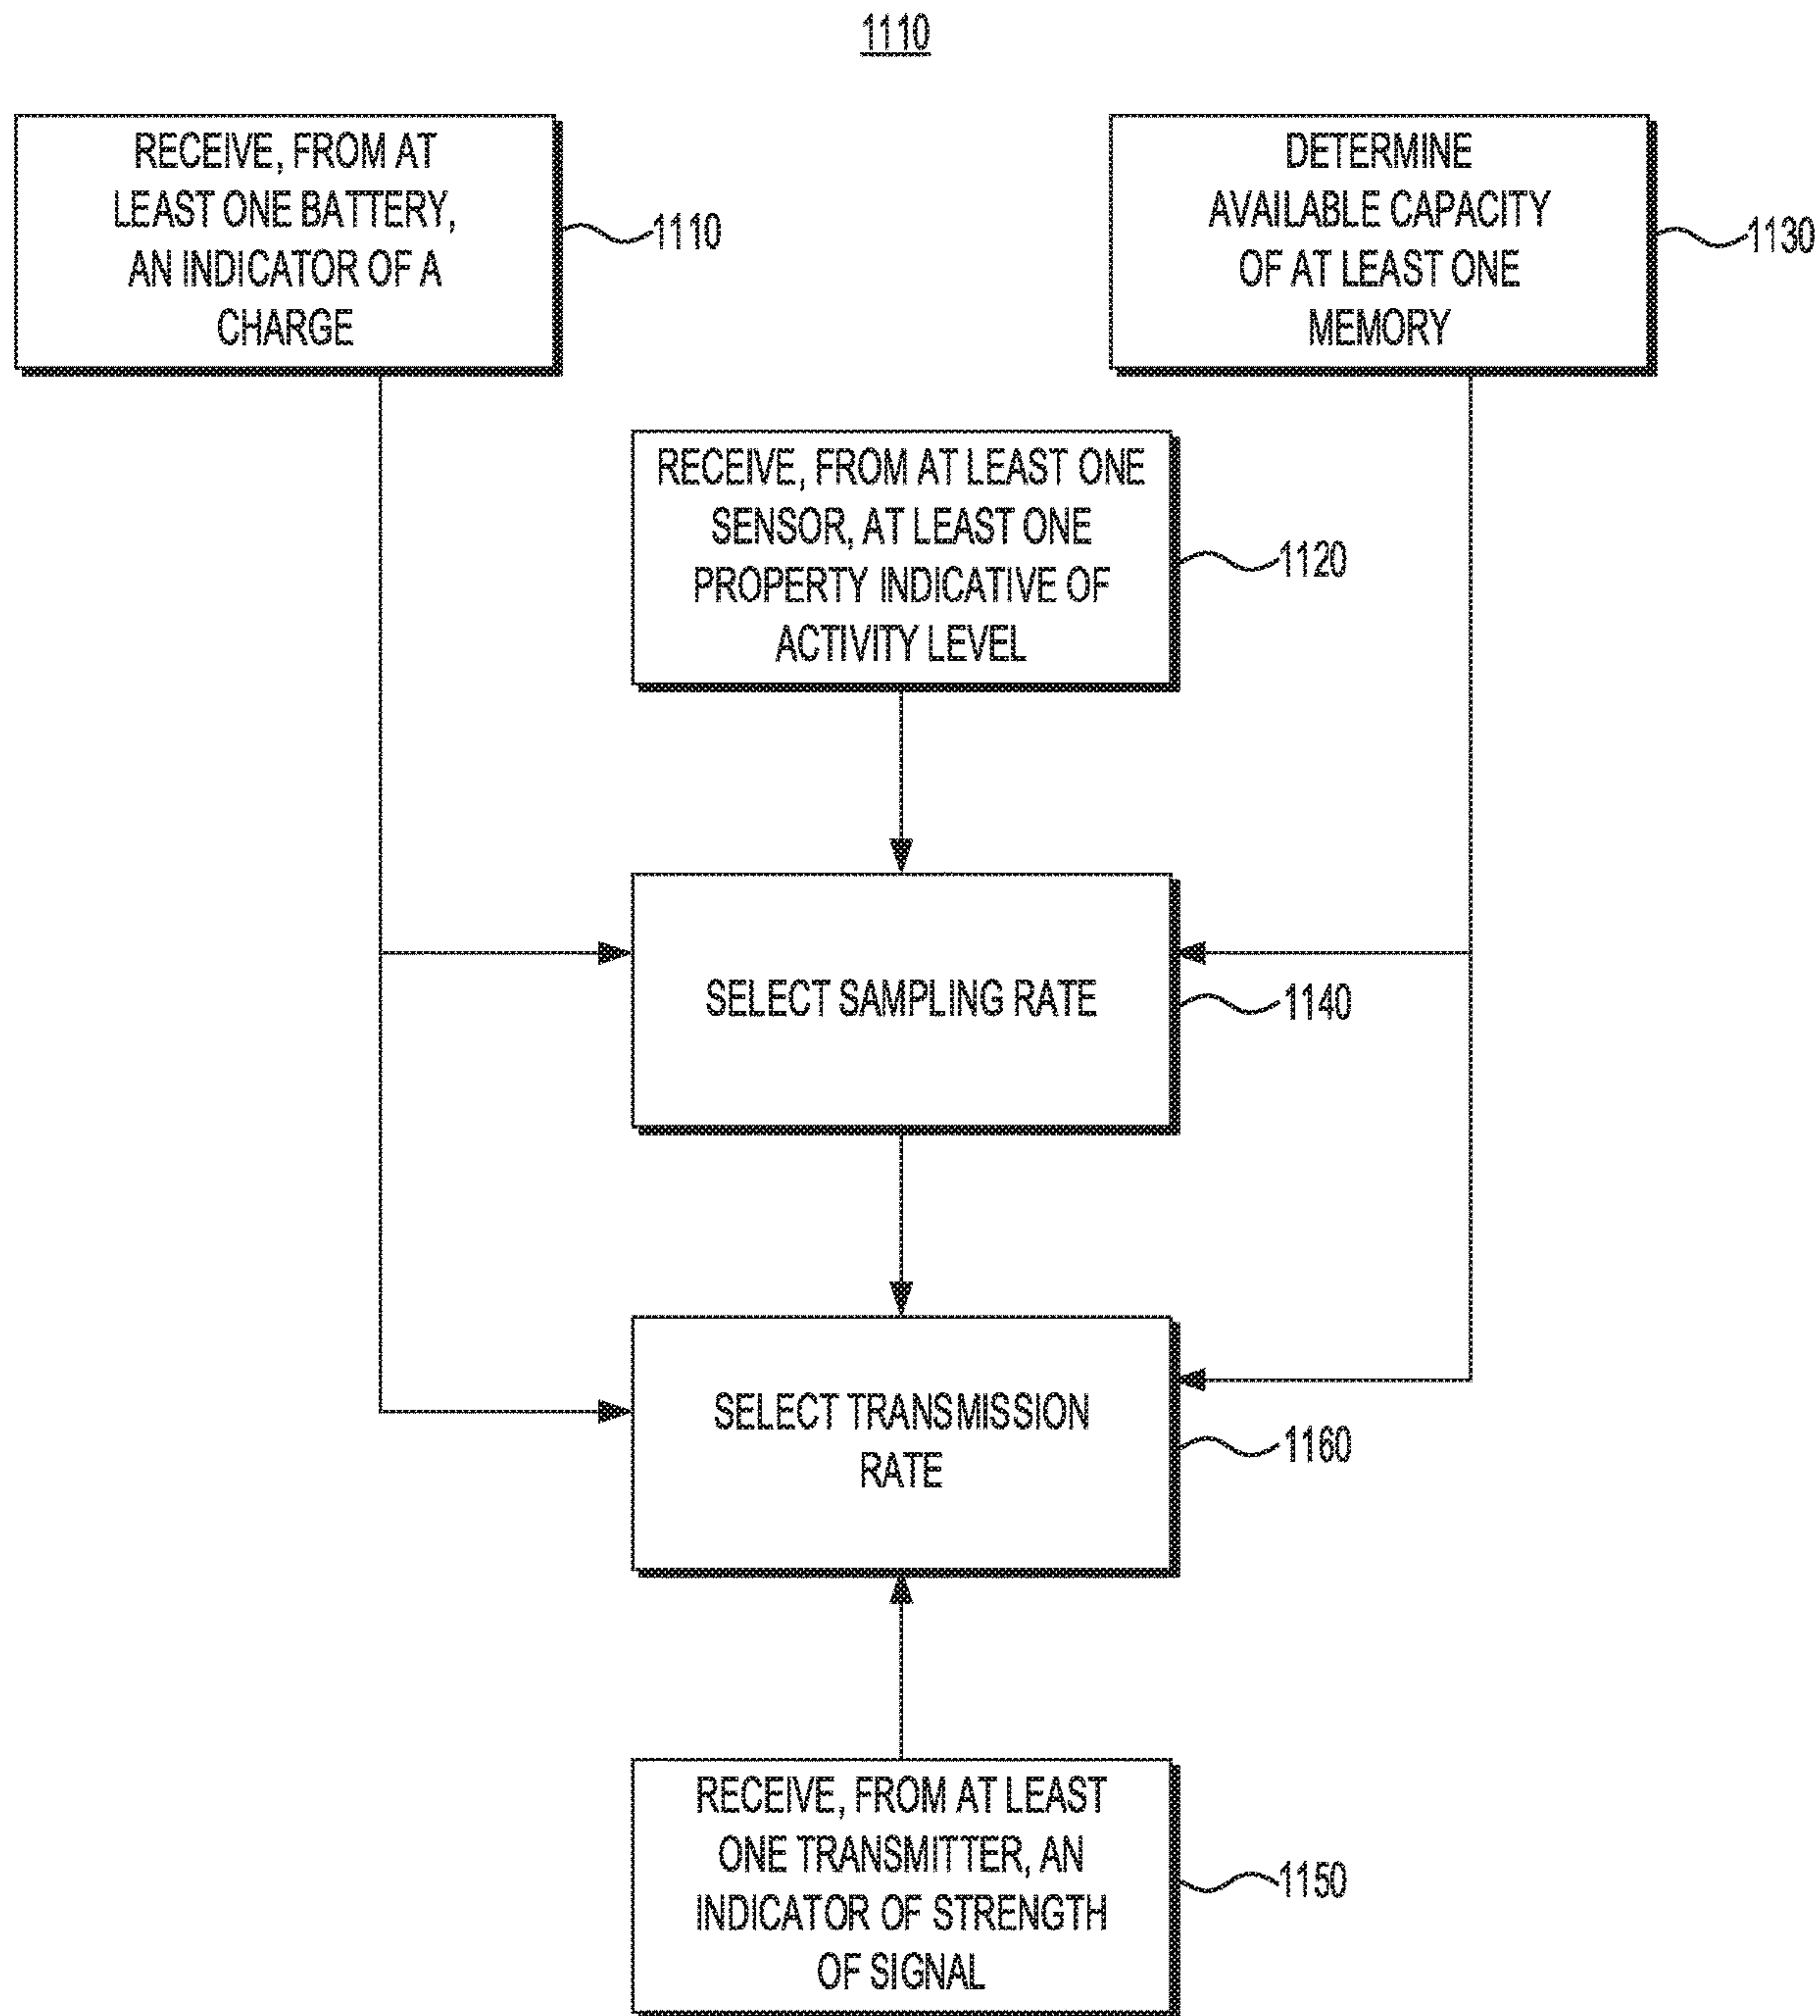 1110
RECEIVE, FROM AT
LEAST ONE BATTERY,
AN INDICATOR OF A
CHARGE
1110
DETERMINE
AVAILABLE CAPACITY
OF AT LEAST ONE
MEMORY
1130
RECEIVE, FROM AT LEAST ONE
SENSOR, AT LEAST ONE
PROPERTY INDICATIVE OF
ACTIVITY LEVEL
1120
SELECT SAMPLING RATE
1140
SELECT TRANSMISSION
RATE
1160
RECEIVE, FROM AT LEAST
ONE TRANSMITTER, AN
INDICATOR OF STRENGTH
OF SIGNAL
1150